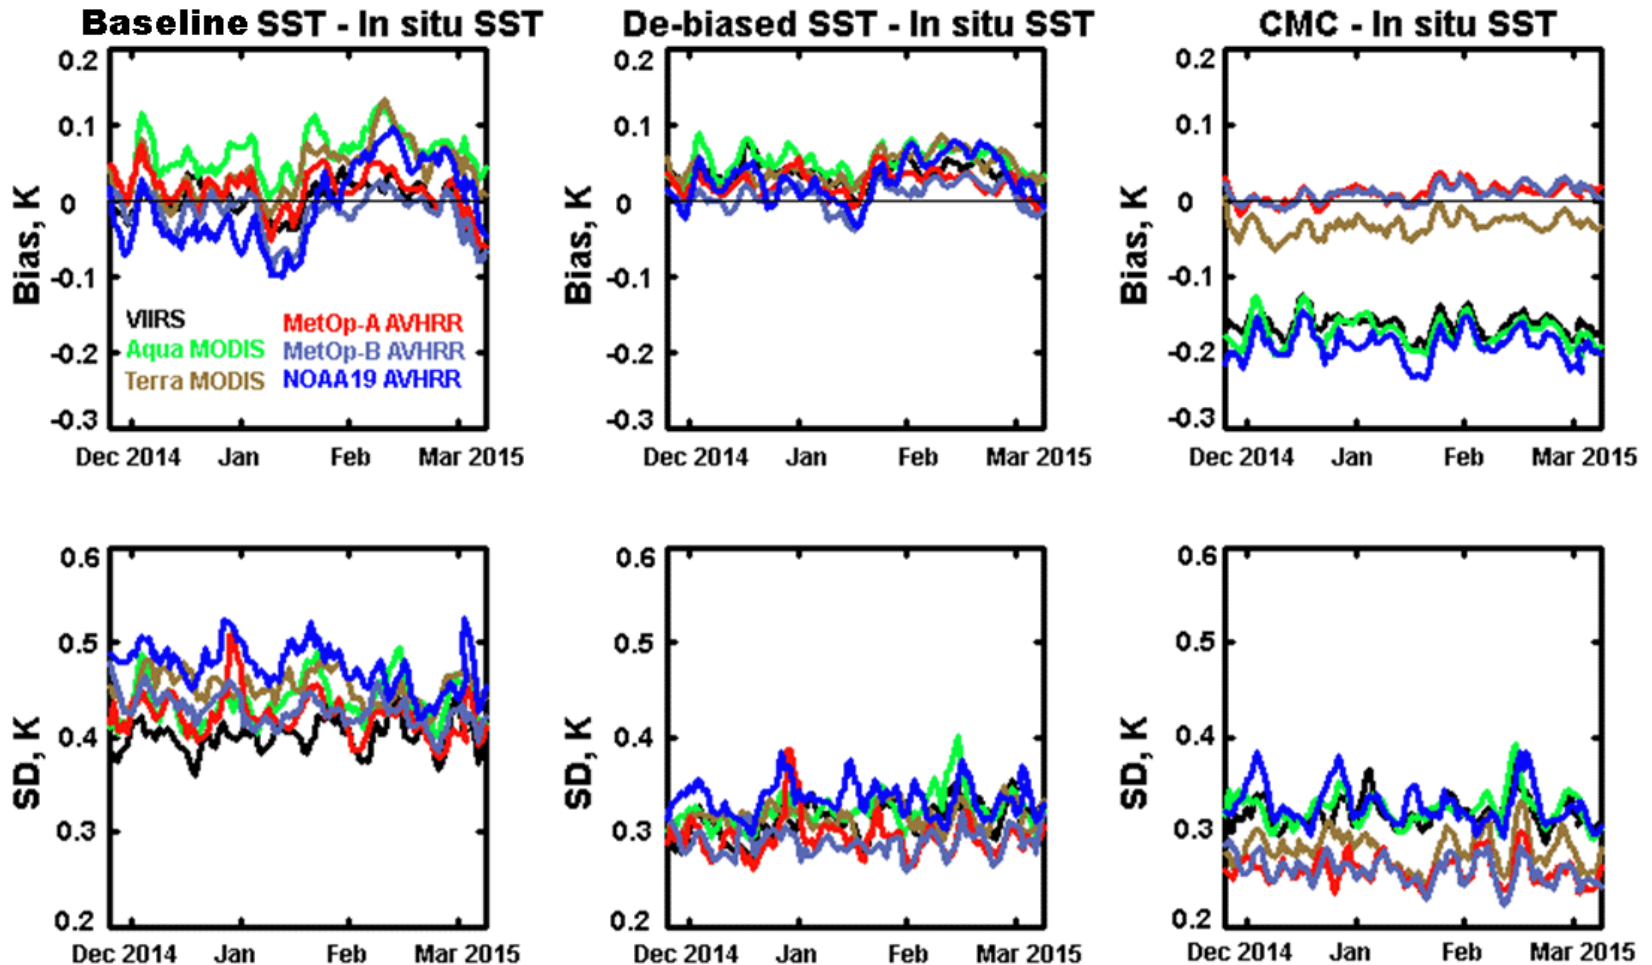 Baseline SST - In situ SST
De-biased SST - In situ SST
CMC - In situ SST
Bias, K
0.2
0.1
0
-0.1
-0.2
-0.3
VIIRS
Aqua MODIS
Terra MODIS
MetOp-A AVHRR
MetOp-B AVHRR
NOAA19 AVHRR
Dec 2014 Jan Feb Mar 2015
Bias, K
0.2
0.1
0
-0.1
-0.2
-0.3
Dec 2014 Jan Feb Mar 2015
Bias, K
0.2
0.1
0
-0.1
-0.2
-0.3
Dec 2014 Jan Feb Mar 2015
SD, K
0.6
0.5
0.4
0.3
0.2
Dec 2014 Jan Feb Mar 2015
SD, K
0.6
0.5
0.4
0.3
0.2
Dec 2014 Jan Feb Mar 2015
SD, K
0.6
0.5
0.4
0.3
0.2
Dec 2014 Jan Feb Mar 2015